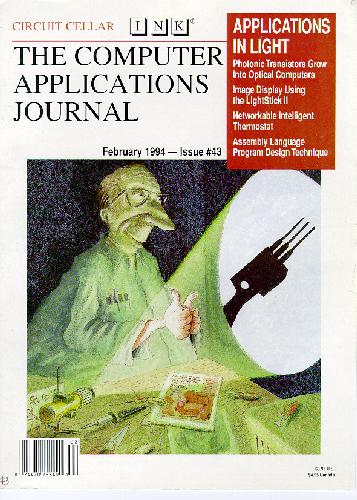 CIRCUIT CELLAR INK®
THE COMPUTER
APPLICATIONS
JOURNAL
February 1994 — Issue #43
APPLICATIONS
IN LIGHT
Photonic Transistors Grow
Into Optical Computers
Image Display Using
the LightStick II
Networkable Intelligent
Thermostat
Assembly Language
Program Design Technique